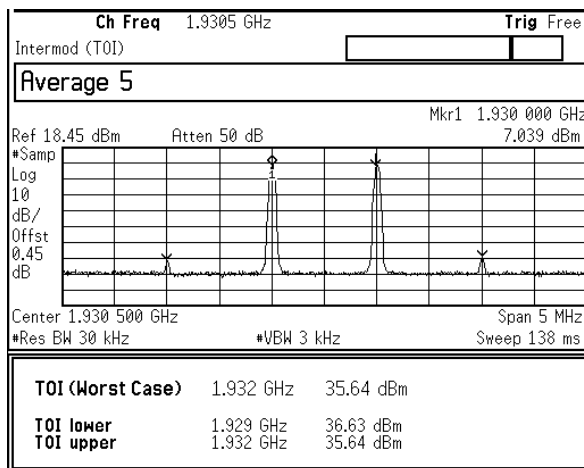 Ch Freq 1.9305 GHz Trig Free
Intermod (TOI)
Average 5
Mkr1 1.930 000 GHz
Ref 18.45 dBm Atten 50 dB 7.039 dBm
#Samp
Log
10
dB/
Offst
0.45
dB
1
Center 1.930 500 GHz Span 5 MHz
#Res BW 30 kHz #VBW 3 kHz Sweep 138 ms
TOI (Worst Case) 1.932 GHz 35.64 dBm
TOI lower 1.929 GHz 36.63 dBm
TOI upper 1.932 GHz 35.64 dBm